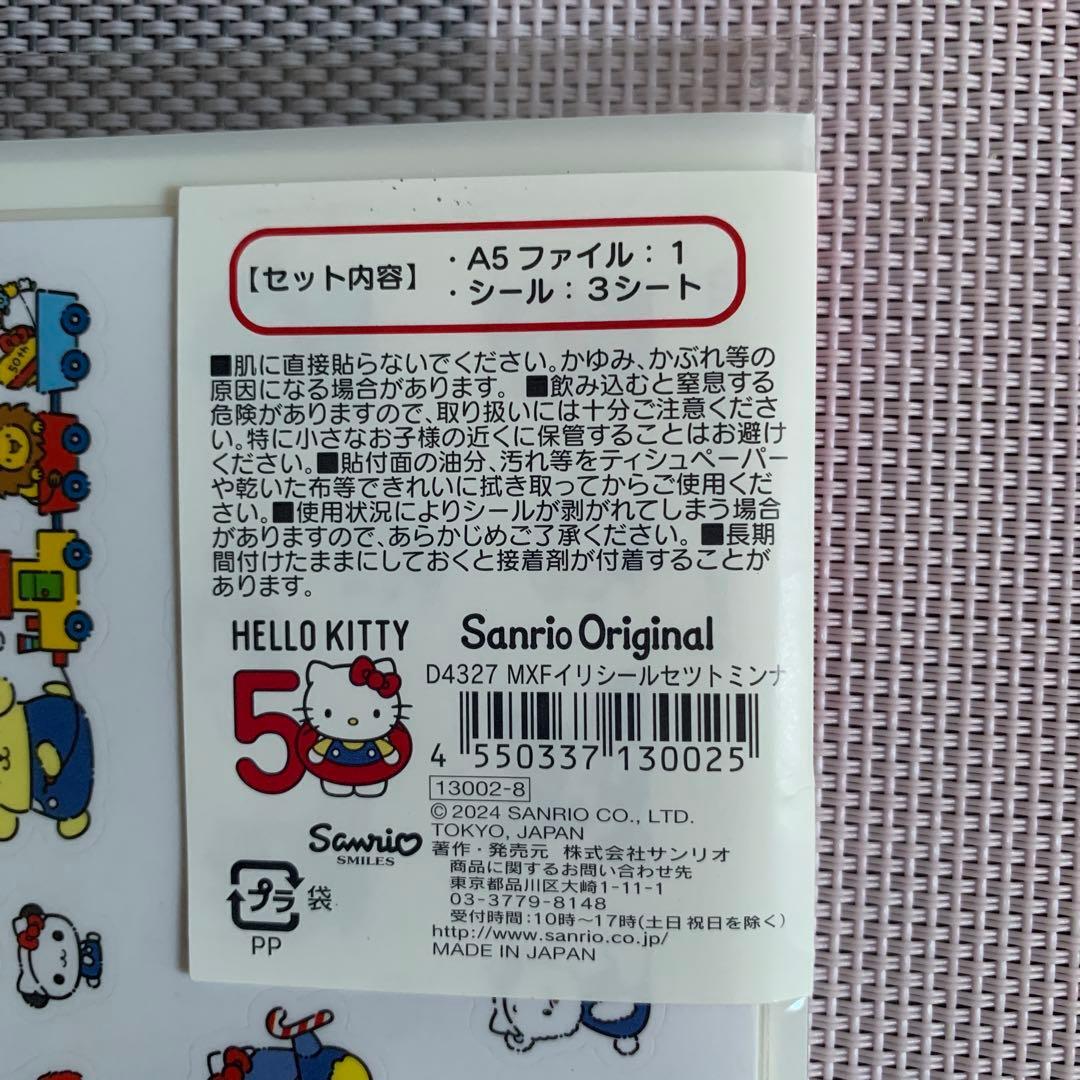 【セット内容】
・A5 ファイル：1
・シール：3シート
■肌に直接貼らないでください。かゆみ、かぶれ等の
原因になる場合があります。■飲み込むと窒息する
危険がありますので、取り扱いには十分ご注意くださ
い。特に小さなお子様の近くに保管することはお避け
ください。■貼付面の油分、汚れ等をティシュペーパー
や乾いた布等できれいに拭き取ってからご使用くだ
さい。■使用状況によりシールが剥がれてしまう場合
がありますので、あらかじめご了承ください。■長期
間付けたままにしておくと接着剤が付着することが
あります。
HELLO KITTY
50
Sanrio Original
D4327 MXFイリシールセツトミンナ
4 550337 130025
13002-8
© 2024 SANRIO CO., LTD.
TOKYO, JAPAN
著作・発売元 株式会社サンリオ
商品に関するお問い合わせ先
東京都品川区大崎1-11-1
03-3779-8148
受付時間：10時～17時(土日祝日を除く)
http://www.sanrio.co.jp/
MADE IN JAPAN
Sanrio
SMILES
プラ 袋
PP
50th